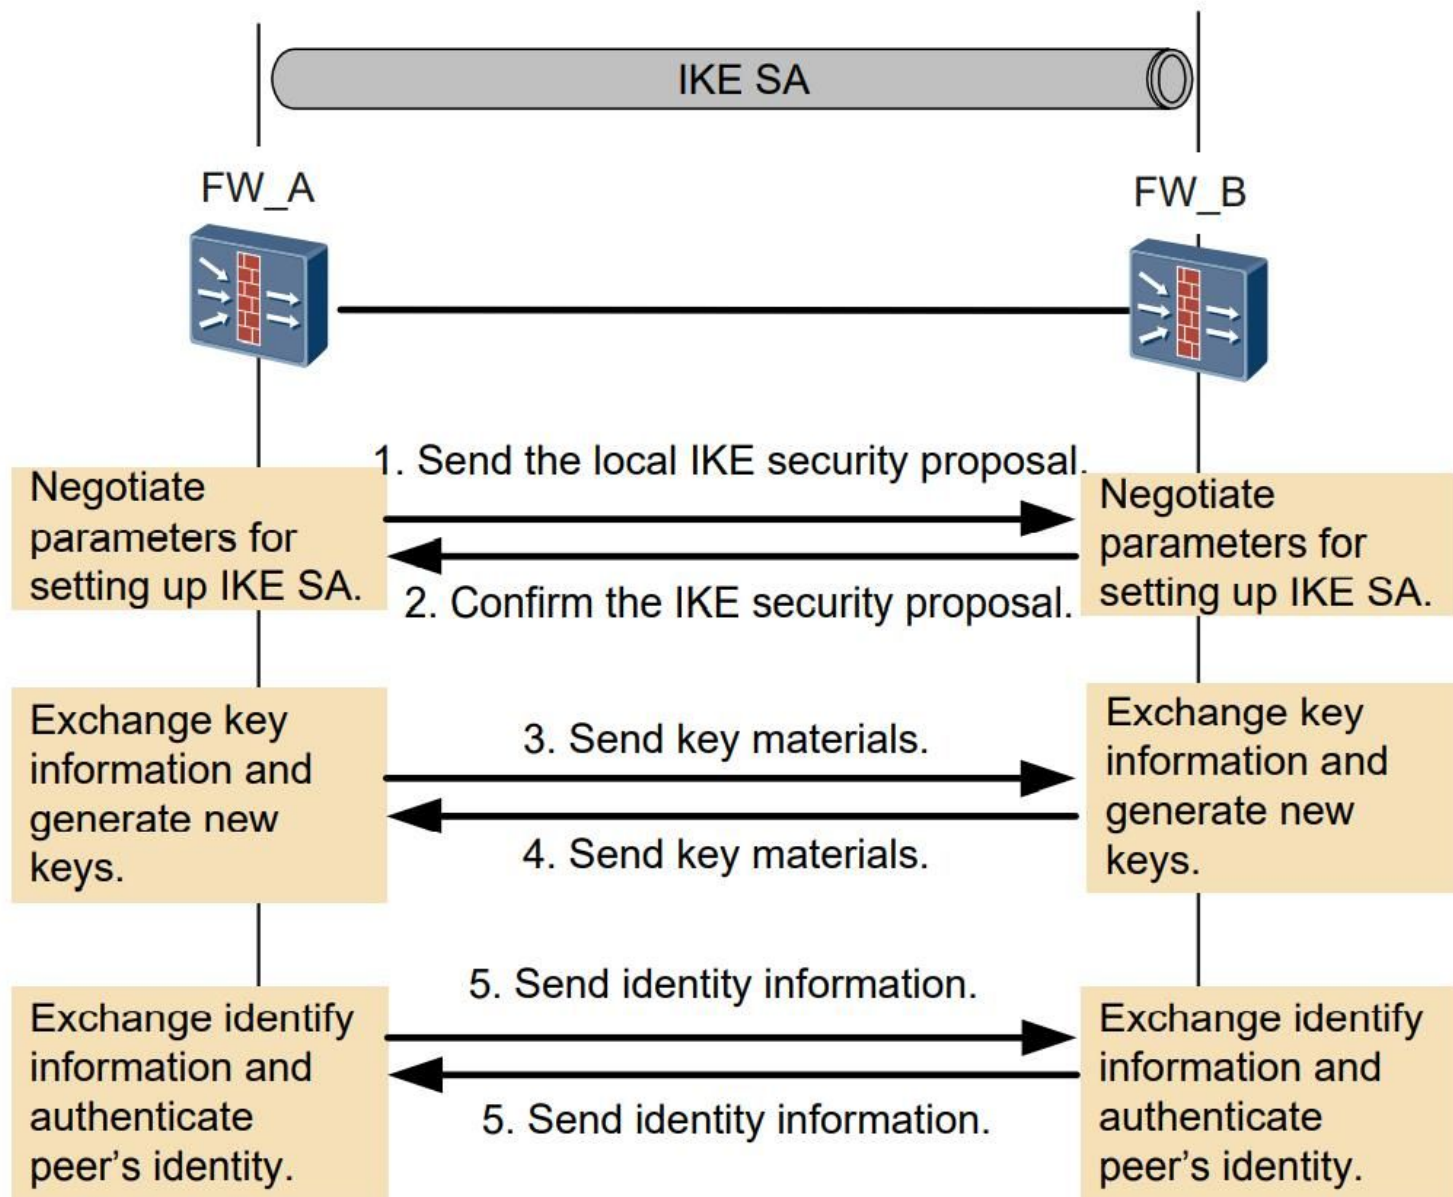 IKE SA
FW_A
FW_B
1. Send the local IKE security proposal.
Negotiate
parameters for
setting up IKE SA.
Negotiate
parameters for
setting up IKE SA.
2. Confirm the IKE security proposal.
Exchange key
information and
generate new
keys.
3. Send key materials.
Exchange key
information and
generate new
keys.
4. Send key materials.
5. Send identity information.
Exchange identify
information and
authenticate
peer’s identity.
Exchange identify
information and
authenticate
peer’s identity.
5. Send identity information.